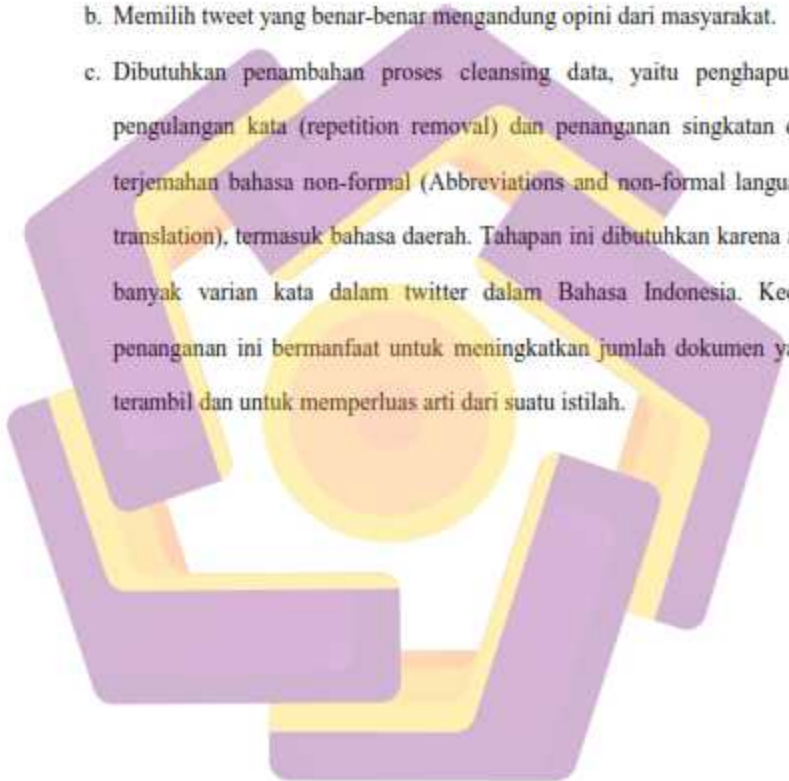 b. Memilih tweet yang benar-benar mengandung opini dari masyarakat.
c. Dibutuhkan penambahan proses cleansing data, yaitu penghapu
pengulangan kata (repetition removal) dan penanganan singkatan
terjemahan bahasa non-formal (Abbreviations and non-formal langu
translation), termasuk bahasa daerah. Tahapan ini dibutuhkan karena
banyak varian kata dalam twitter dalam Bahasa Indonesia. Ked
penanganan ini bermanfaat untuk meningkatkan jumlah dokumen ya
terambil dan untuk memperluas arti dari suatu istilah.